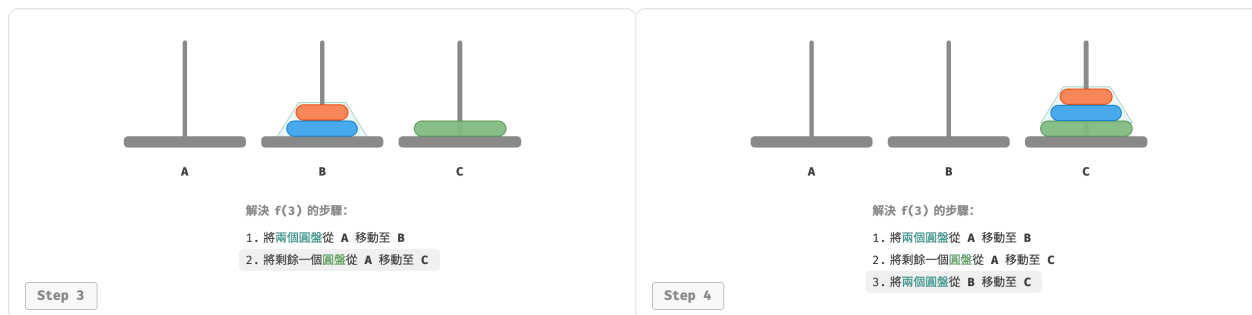 A B C
解決 f(3) 的步驟：
1. 將兩個圓盤從 A 移動至 B
2. 將剩餘一個圓盤從 A 移動至 C
Step 3
A B C
解決 f(3) 的步驟：
1. 將兩個圓盤從 A 移動至 B
2. 將剩餘一個圓盤從 A 移動至 C
3. 將兩個圓盤從 B 移動至 C
Step 4